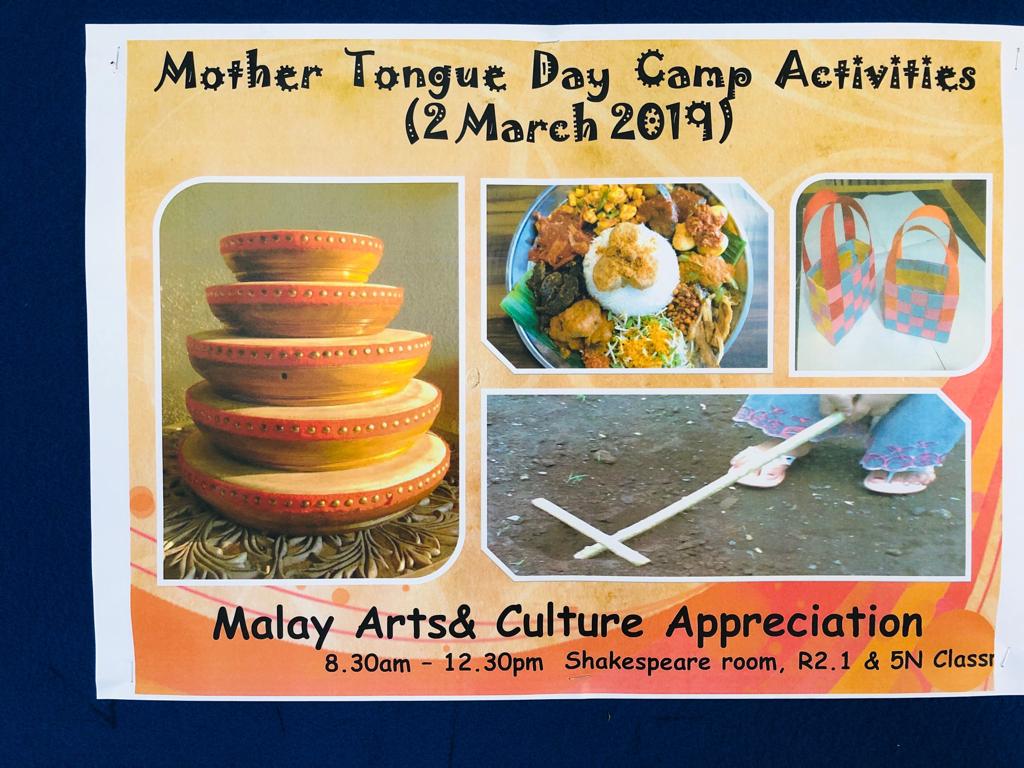 Mother Tongue Day Camp Activities
(2 March 2019)
Malay Arts& Culture Appreciation
8.30am – 12.30pm Shakespeare room, R2.1 & 5N Classr